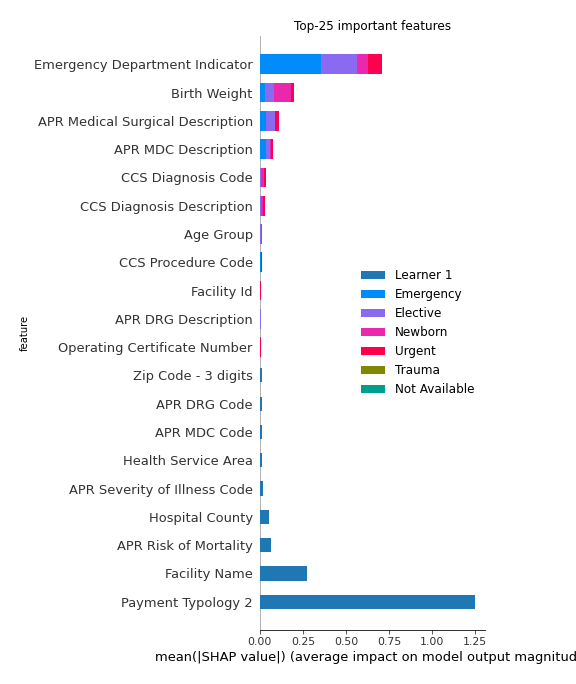 Top-25 important features
Emergency Department Indicator
Birth Weight
APR Medical Surgical Description
APR MDC Description
CCS Diagnosis Code
CCS Diagnosis Description
Age Group
CCS Procedure Code
Facility Id
APR DRG Description
Operating Certificate Number
Zip Code - 3 digits
APR DRG Code
APR MDC Code
Health Service Area
APR Severity of Illness Code
Hospital County
APR Risk of Mortality
Facility Name
Payment Typology 2
feature
Learner 1
Emergency
Elective
Newborn
Urgent
Trauma
Not Available
0.00 0.25 0.50 0.75 1.00 1.25
mean(|SHAP value|) (average impact on model output magnitud